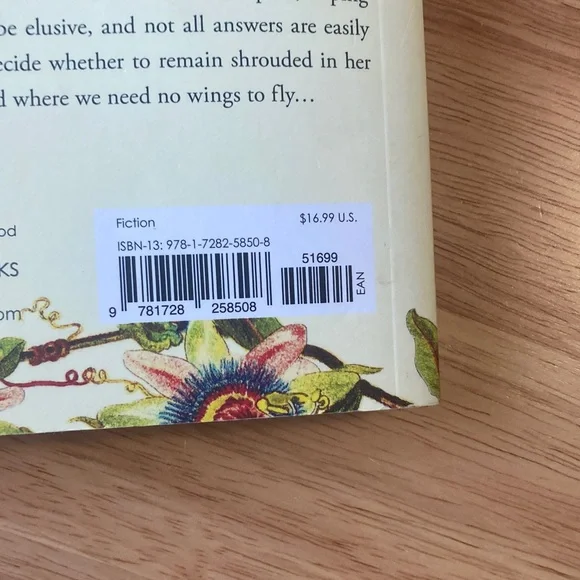 be elusive, and not all answers are easily
ecide whether to remain shrouded in her
d where we need no wings to fly…
Fiction $16.99 U.S.
ISBN-13: 978-1-7282-5850-8
51699
EAN
9 781728 258508
od
KS
om